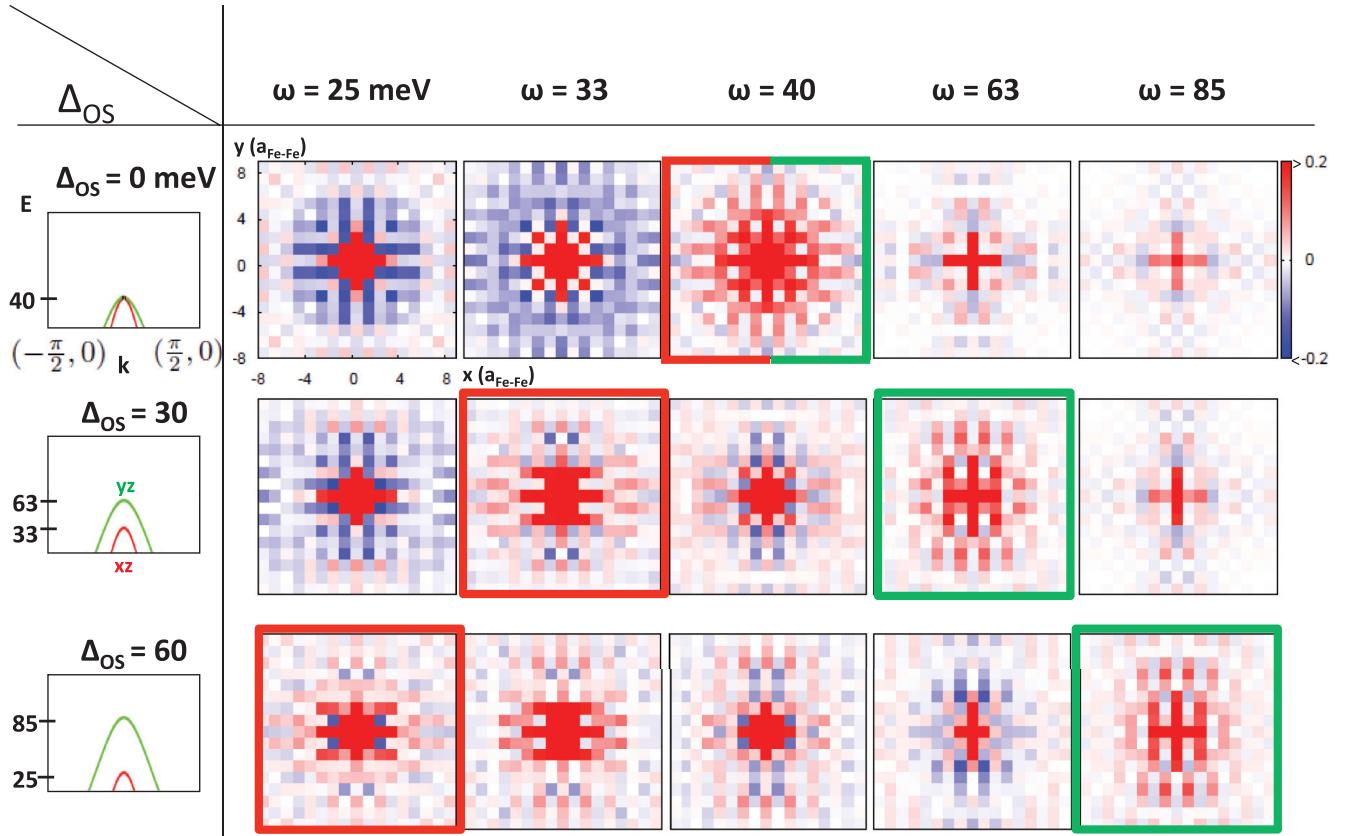 Δ_OS
ω = 25 meV
ω = 33
ω = 40
ω = 63
ω = 85
Δ_OS = 0 meV
E
40
(-π/2, 0) k (π/2, 0)
y (a_Fe-Fe)
8
4
0
-4
-8
-8 -4 0 4 8 x (a_Fe-Fe)
> 0.2
0
<-0.2
Δ_OS = 30
63
33
yz
xz
Δ_OS = 60
85
25